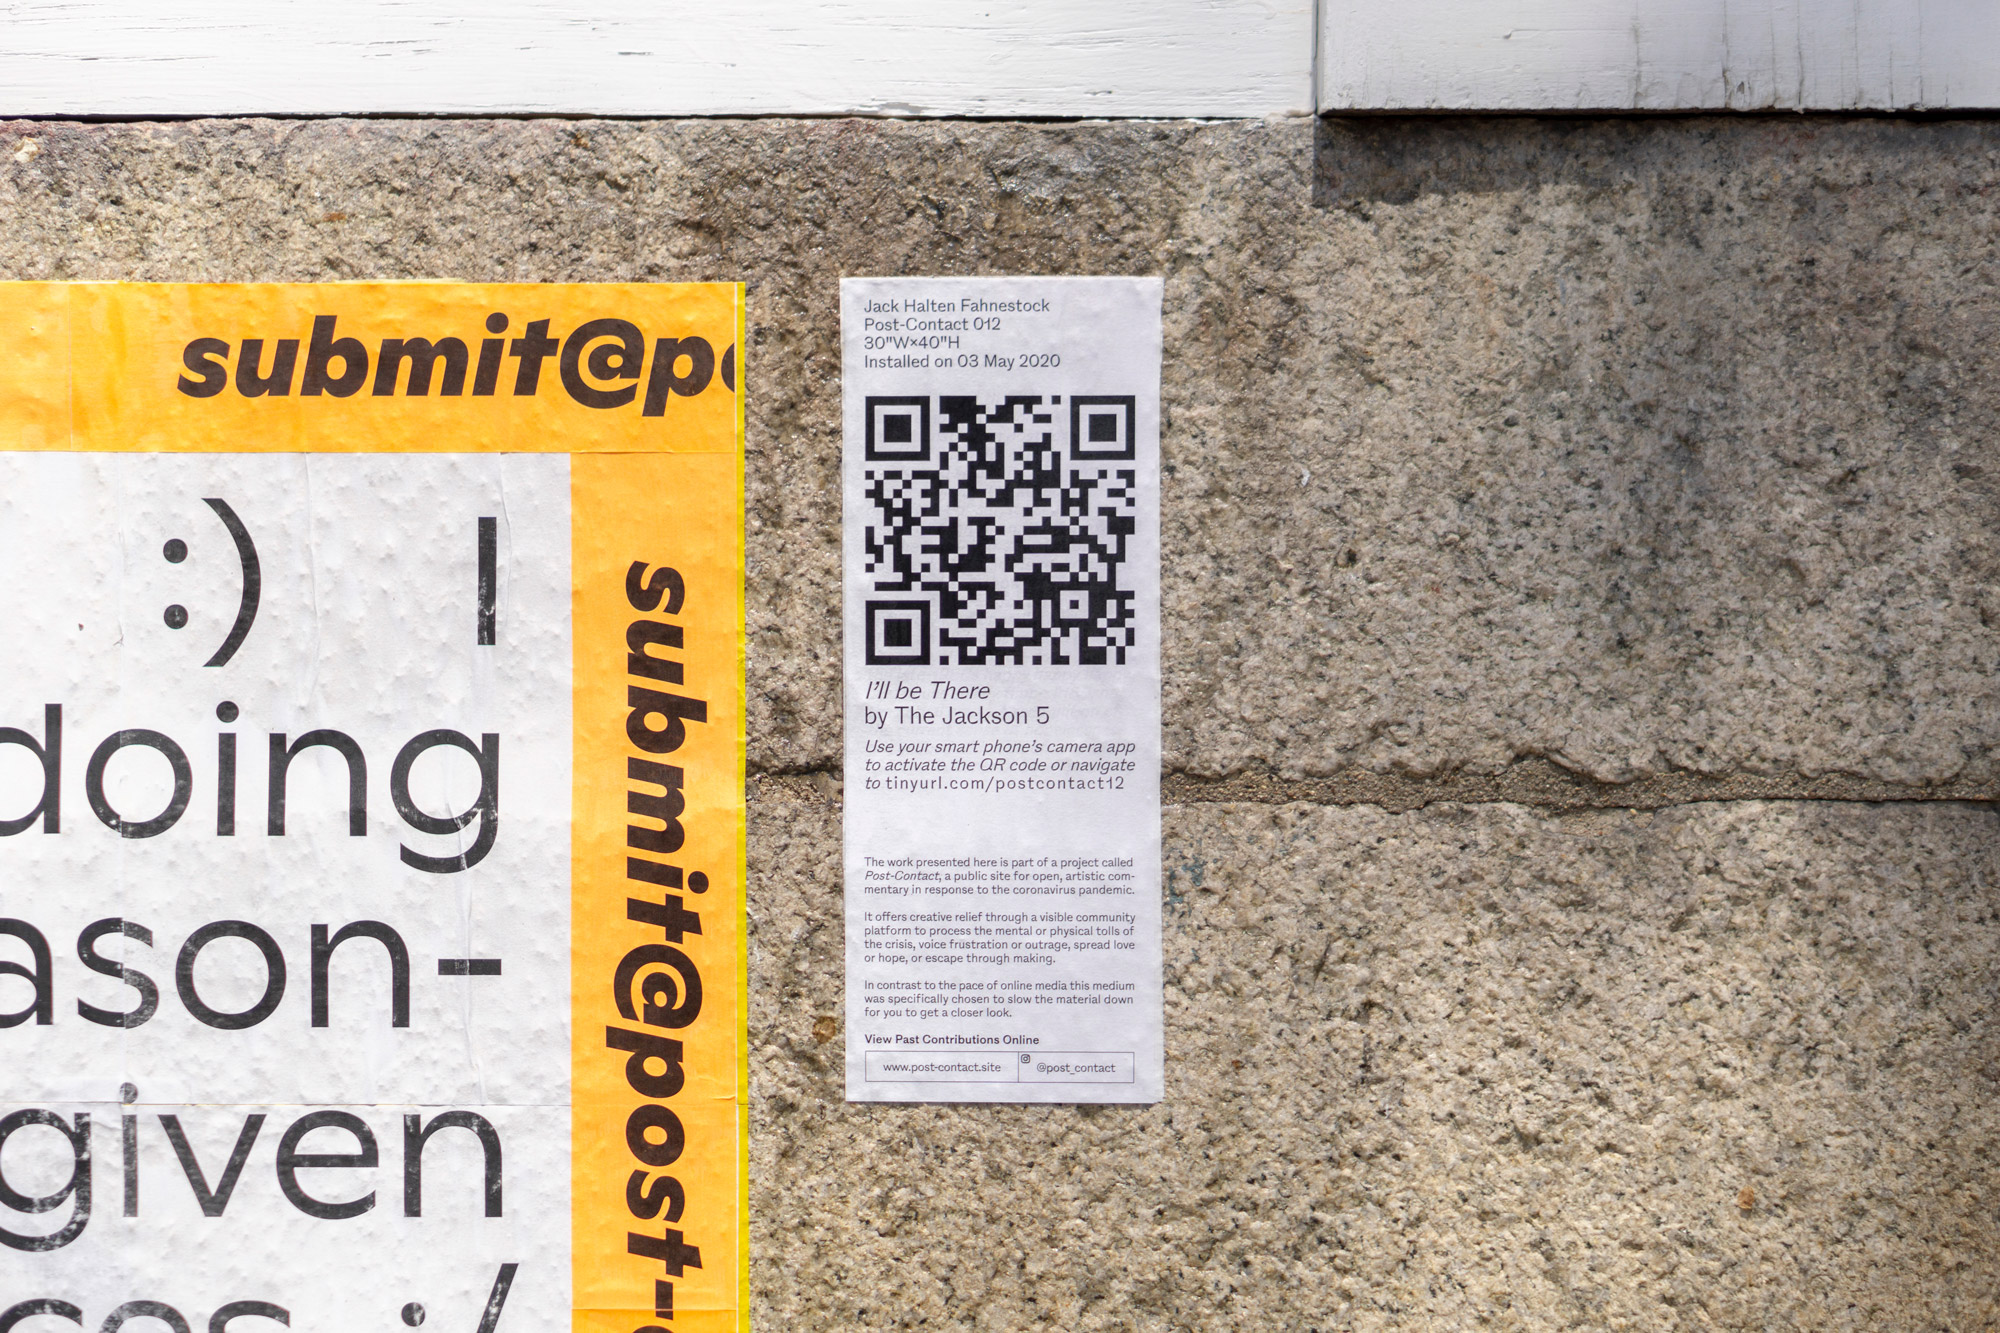 submit@p
:) I
doing
ason-
given
ces :/
submit@post-
Jack Halten Fahnestock
Post-Contact 012
30"W×40"H
Installed on 03 May 2020
I'll be There
by The Jackson 5
Use your smart phone's camera app
to activate the QR code or navigate
to tinyurl.com/postcontact12
The work presented here is part of a project called
Post-Contact, a public site for open, artistic com-
mentary in response to the coronavirus pandemic.
It offers creative relief through a visible community
platform to process the mental or physical tolls of
the crisis, voice frustration or outrage, spread love
or hope, or escape through making.
In contrast to the pace of online media this medium
was specifically chosen to slow the material down
for you to get a closer look.
View Past Contributions Online
www.post-contact.site @post_contact